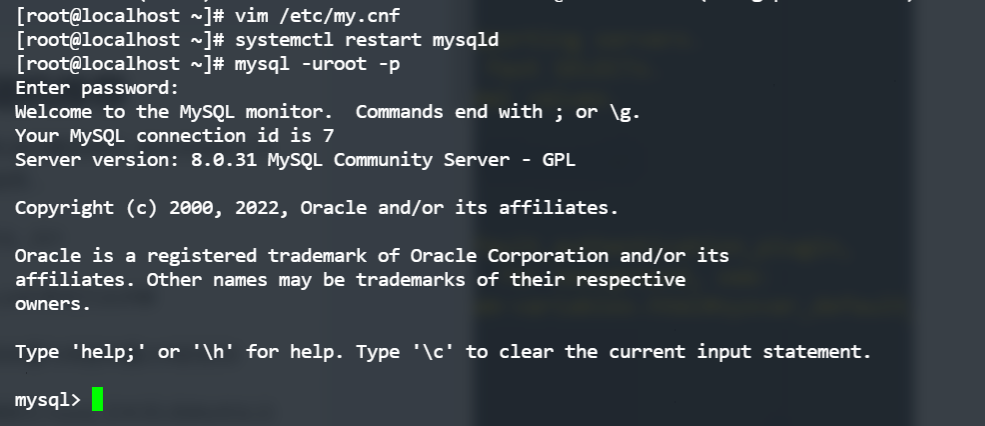 [root@localhost ~]# vim /etc/my.cnf
[root@localhost ~]# systemctl restart mysqld
[root@localhost ~]# mysql -uroot -p
Enter password:
Welcome to the MySQL monitor.  Commands end with ; or \g.
Your MySQL connection id is 7
Server version: 8.0.31 MySQL Community Server - GPL
Copyright (c) 2000, 2022, Oracle and/or its affiliates.
Oracle is a registered trademark of Oracle Corporation and/or its
affiliates. Other names may be trademarks of their respective
owners.
Type 'help;' or '\h' for help. Type '\c' to clear the current input statement.
mysql>